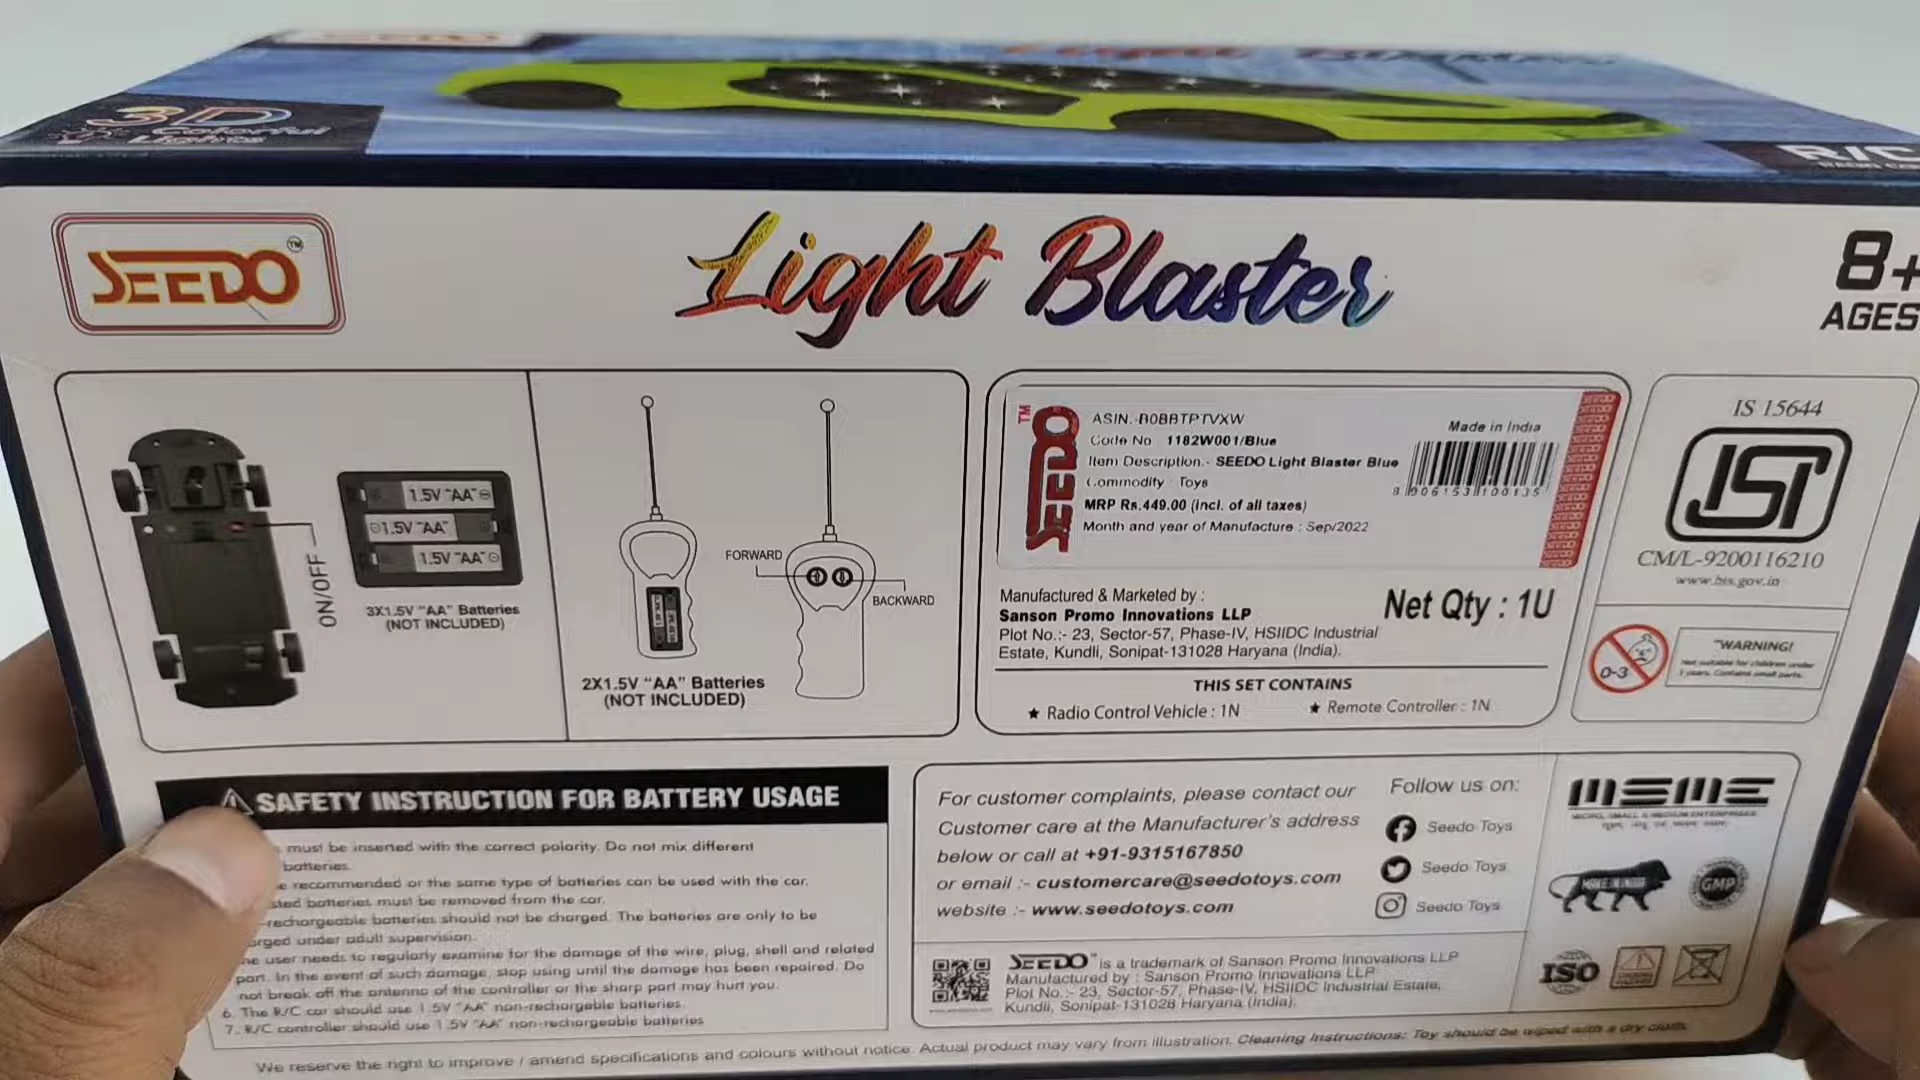 3D
Colorful
Lights
R/C
SEEDO™
Light Blaster
8+
AGES
ON/OFF
1.5V "AA"
1.5V "AA"
1.5V "AA"
3X1.5V "AA" Batteries
(NOT INCLUDED)
2X1.5V "AA" Batteries
(NOT INCLUDED)
FORWARD
BACKWARD
SEEDO™
ASIN.-B0BBTPTVXW
Code No 1182W001/Blue
Item Description.- SEEDO Light Blaster Blue
Commodity Toys
MRP Rs.449.00 (incl. of all taxes)
Month and year of Manufacture : Sep/2022
Made in India
8 906153 100135
Manufactured & Marketed by :
Sanson Promo Innovations LLP
Plot No.:- 23, Sector-57, Phase-IV, HSIIDC Industrial
Estate, Kundli, Sonipat-131028 Haryana (India).
Net Qty : 1U
THIS SET CONTAINS
★ Radio Control Vehicle : 1N
★ Remote Controller : 1N
IS 15644
ISI
CM/L-9200116210
www.bis.gov.in
0-3
"WARNING!
Not suitable for children under
3 years. Contains small parts.
⚠ SAFETY INSTRUCTION FOR BATTERY USAGE
must be inserted with the correct polarity. Do not mix different
batteries.
recommended or the same type of batteries can be used with the car.
batteries must be removed from the car.
-rechargeable batteries should not be charged. The batteries are only to be
under adult supervision.
user needs to regularly examine for the damage of the wire, plug, shell and related
part. In the event of such damage, stop using until the damage has been repaired. Do
not break off the antenna of the controller or the sharp part may hurt you.
6. The R/C car should use 1.5V "AA" non-rechargeable batteries.
7. R/C controller should use 1.5V "AA" non-rechargeable batteries
For customer complaints, please contact our
Customer care at the Manufacturer's address
below or call at +91-9315167850
or email :- customercare@seedotoys.com
website :- www.seedotoys.com
Follow us on:
Seedo Toys
Seedo Toys
Seedo Toys
MSME
MICRO, SMALL & MEDIUM ENTERPRISES
MAKE IN INDIA
GMP
ISO
SEEDO™ is a trademark of Sanson Promo Innovations LLP
Manufactured by : Sanson Promo Innovations LLP
Plot No.:- 23, Sector-57, Phase-IV, HSIIDC Industrial Estate,
Kundli, Sonipat-131028 Haryana (India).
We reserve the right to improve / amend specifications and colours without notice. Actual product may vary from illustration. Cleaning Instructions: Toy should be wiped with a dry cloth.